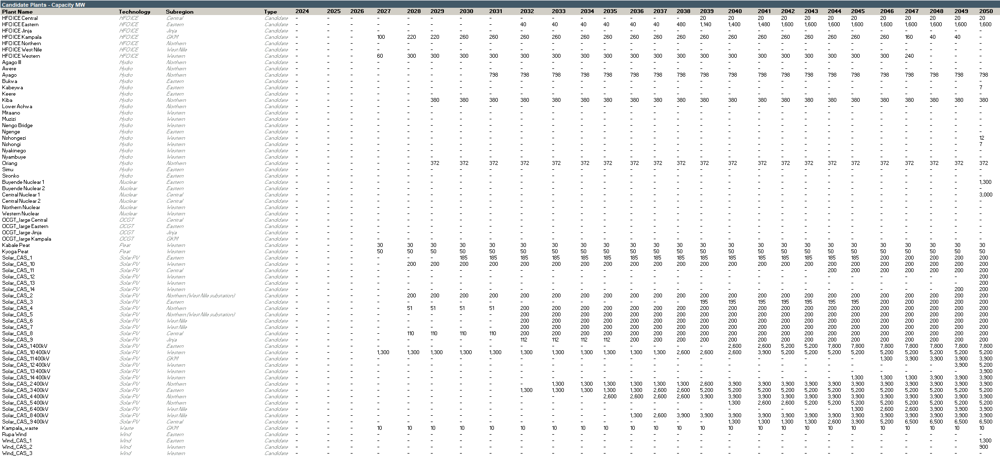 Candidate Plants - Capacity MW
Plant Name Technology Subregion Type 2024 2025 2026 2027 2028 2029 2030 2031 2032 2033 2034 2035 2036 2037 2038 2039 2040 2041 2042 2043 2044 2045 2046 2047 2048 2049 2050
HFO ICE Central HFO ICE Central Candidate - - - - - - - - - - - - - - - 20 20 20 20 20 20 20 20 20 20 20 20
HFO ICE Eastern HFO ICE Eastern Candidate - - - - - - - - 40 40 40 40 40 40 480 1,140 1,400 1,480 1,600 1,600 1,600 1,600 1,600 1,600 1,600 1,600 1,600
HFO ICE Jinja HFO ICE Jinja Candidate - - - - - - - - - - - - - - - - - - - - - - - - - - -
HFO ICE Kampala HFO ICE GKM Candidate - - - 100 220 220 260 260 260 260 260 260 260 260 260 260 260 260 260 260 260 260 260 160 40 40 -
HFO ICE Northern HFO ICE Northern Candidate - - - - - - - - - - - - - - - - - - - - - - - - - - -
HFO ICE West Nile HFO ICE West Nile Candidate - - - - - - - - - - - - - - - - - - - - - - - - - - -
HFO ICE Western HFO ICE Western Candidate - - - 60 300 300 300 300 300 300 300 300 300 300 300 300 300 300 300 300 300 300 300 240 - - -
Agago III Hydro Northern Candidate - - - - - - - - - - - - - - - - - - - - - - - - - - -
Awere Hydro Northern Candidate - - - - - - - - - - - - - - - - - - - - - - - - - - -
Ayago Hydro Northern Candidate - - - - - - - 798 798 798 798 798 798 798 798 798 798 798 798 798 798 798 798 798 798 798 798
Bukwa Hydro Eastern Candidate - - - - - - - - - - - - - - - - - - - - - - - - - - -
Kabeywa Hydro Eastern Candidate - - - - - - - - - - - - - - - - - - - - - - - - - - 7
Keere Hydro Eastern Candidate - - - - - - - - - - - - - - - - - - - - - - - - - - -
Kiba Hydro Northern Candidate - - - - - 380 380 380 380 380 380 380 380 380 380 380 380 380 380 380 380 380 380 380 380 380 380
Lower Achwa Hydro Northern Candidate - - - - - - - - - - - - - - - - - - - - - - - - - - -
Mitaano Hydro Western Candidate - - - - - - - - - - - - - - - - - - - - - - - - - - -
Muzizi Hydro Western Candidate - - - - - - - - - - - - - - - - - - - - - - - - - - -
Nengo Bridge Hydro Western Candidate - - - - - - - - - - - - - - - - - - - - - - - - - - -
Ngenge Hydro Eastern Candidate - - - - - - - - - - - - - - - - - - - - - - - - - - -
Nshongezi Hydro Western Candidate - - - - - - - - - - - - - - - - - - - - - - - - - - 12
Nshongi Hydro Western Candidate - - - - - - - - - - - - - - - - - - - - - - - - - - 7
Nyakinego Hydro Western Candidate - - - - - - - - - - - - - - - - - - - - - - - - - - -
Nyambuye Hydro Western Candidate - - - - - - - - - - - - - - - - - - - - - - - - - - -
Oriang Hydro Northern Candidate - - - - - 372 372 372 372 372 372 372 372 372 372 372 372 372 372 372 372 372 372 372 372 372 372
Simu Hydro Eastern Candidate - - - - - - - - - - - - - - - - - - - - - - - - - - -
Sironko Hydro Eastern Candidate - - - - - - - - - - - - - - - - - - - - - - - - - - -
Buyende Nuclear 1 Nuclear Eastern Candidate - - - - - - - - - - - - - - - - - - - - - - - - - - 1,300
Buyende Nuclear 2 Nuclear Eastern Candidate - - - - - - - - - - - - - - - - - - - - - - - - - - -
Central Nuclear 1 Nuclear Central Candidate - - - - - - - - - - - - - - - - - - - - - - - - - - 3,000
Central Nuclear 2 Nuclear Central Candidate - - - - - - - - - - - - - - - - - - - - - - - - - - -
Northern Nuclear Nuclear Western Candidate - - - - - - - - - - - - - - - - - - - - - - - - - - -
Western Nuclear Nuclear Western Candidate - - - - - - - - - - - - - - - - - - - - - - - - - - -
OCGT_large Central OCGT Central Candidate - - - - - - - - - - - - - - - - - - - - - - - - - - -
OCGT_large Eastern OCGT Eastern Candidate - - - - - - - - - - - - - - - - - - - - - - - - - - -
OCGT_large Jinja OCGT Jinja Candidate - - - - - - - - - - - - - - - - - - - - - - - - - - -
OCGT_large Kampala OCGT GKM Candidate - - - - - - - - - - - - - - - - - - - - - - - - - - -
Kabale Peat Peat Western Candidate - - - 30 30 30 30 30 30 30 30 30 30 30 30 30 30 30 30 30 30 30 30 30 30 30 30
Kyoga Peat Peat Western Candidate - - - 50 50 50 50 50 50 50 50 50 50 50 50 50 50 50 50 50 50 50 50 50 50 50 50
Solar_CAS_1 Solar PV Eastern Candidate - - - - - - 185 185 185 185 185 185 185 185 185 185 185 185 185 185 185 185 200 200 200 200 200
Solar_CAS_10 Solar PV Western Candidate - - - - 200 200 200 200 200 200 200 200 200 200 200 200 200 200 200 200 200 200 200 200 200 200 200
Solar_CAS_11 Solar PV Central Candidate - - - - - - - - - - - - - - - - - - - - 200 200 200 200 200 200 200
Solar_CAS_12 Solar PV Western Candidate - - - - - - - - - - - - - - - - - - - - - - - - - - 200
Solar_CAS_13 Solar PV Western Candidate - - - - - - - - - - - - - - - - - - - - - - - - - - 200
Solar_CAS_14 Solar PV Western Candidate - - - - - - - - - - - - - - - - - - - - - - - - - 200 200
Solar_CAS_2 Solar PV Northern (West Nile substation) Candidate - - - - 200 200 200 200 200 200 200 200 200 200 200 200 200 200 200 200 200 200 200 200 200 200 200
Solar_CAS_3 Solar PV Eastern Candidate - - - - - - - - - - - - - - - 195 195 195 195 195 195 195 200 200 200 200 200
Solar_CAS_4 Solar PV Northern Candidate - - - - 51 51 51 51 200 200 200 200 200 200 200 200 200 200 200 200 200 200 200 200 200 200 200
Solar_CAS_5 Solar PV Northern (West Nile substation) Candidate - - - - - - - - 200 200 200 200 200 200 200 200 200 200 200 200 200 200 200 200 200 200 200
Solar_CAS_6 Solar PV West Nile Candidate - - - - - - - - 200 200 200 200 200 200 200 200 200 200 200 200 200 200 200 200 200 200 200
Solar_CAS_7 Solar PV West Nile Candidate - - - - - - - - 200 200 200 200 200 200 200 200 200 200 200 200 200 200 200 200 200 200 200
Solar_CAS_8 Solar PV Central Candidate - - - - 110 110 110 110 200 200 200 200 200 200 200 200 200 200 200 200 200 200 200 200 200 200 200
Solar_CAS_9 Solar PV Jinja Candidate - - - - - - - - 112 112 112 112 200 200 200 200 200 200 200 200 200 200 200 200 200 200 200
Solar_CAS_1 400kV Solar PV Eastern Candidate - - - - - - - - - - - - - - - - 2,600 2,600 5,200 5,200 7,800 7,800 7,800 7,800 7,800 7,800 7,800
Solar_CAS_10 400kV Solar PV Western Candidate - - - 1,300 1,300 1,300 1,300 1,300 1,300 1,300 1,300 1,300 1,300 1,300 2,600 2,600 2,600 3,900 5,200 5,200 5,200 5,200 5,200 5,200 5,200 5,200 5,200
Solar_CAS_11 400kV Solar PV GKM Candidate - - - - - - - - - - - - - - - - - - - - - - 1,300 3,900 3,900 3,900 3,900
Solar_CAS_12 400kV Solar PV Western Candidate - - - - - - - - - - - - - - - - - - - - - - - - - 3,900 5,200
Solar_CAS_13 400kV Solar PV Western Candidate - - - - - - - - - - - - - - - - - - - - - - - - - - 3,900
Solar_CAS_14 400kV Solar PV Western Candidate - - - - - - - - - - - - - - - - - - - - - 1,300 1,300 1,300 3,900 3,900 3,900
Solar_CAS_2 400kV Solar PV Northern Candidate - - - - - - - - - 1,300 1,300 1,300 1,300 1,300 1,300 2,600 3,900 3,900 3,900 3,900 3,900 3,900 3,900 3,900 3,900 3,900 3,900
Solar_CAS_3 400kV Solar PV Eastern Candidate - - - - - - - - 1,300 1,300 1,300 1,300 1,300 2,600 2,600 5,200 5,200 5,200 5,200 5,200 5,200 5,200 5,200 5,200 5,200 5,200 5,200
Solar_CAS_4 400kV Solar PV Northern Candidate - - - - - - - - - - - 2,600 2,600 2,600 2,600 3,900 3,900 3,900 3,900 3,900 3,900 3,900 3,900 3,900 3,900 3,900 3,900
Solar_CAS_5 400kV Solar PV Northern Candidate - - - - - - - - - - - - - - - - 1,300 2,600 2,600 5,200 5,200 5,200 5,200 5,200 5,200 5,200 5,200
Solar_CAS_6 400kV Solar PV West Nile Candidate - - - - - - - - - - - - - - - - - - - - - 1,300 2,600 2,600 3,900 3,900 3,900
Solar_CAS_8 400kV Solar PV West Nile Candidate - - - - - - - - - - - - 1,300 2,600 3,900 3,900 3,900 3,900 3,900 3,900 3,900 3,900 3,900 3,900 3,900 3,900 3,900
Solar_CAS_9 400kV Solar PV Central Candidate - - - - - - - - - - - - - - - - 1,300 1,300 1,300 1,300 2,600 3,900 5,200 6,500 6,500 6,500 6,500
Kampala_waste Waste GKM Candidate - - - 10 10 10 10 10 10 10 10 10 10 10 10 10 10 10 10 10 10 10 10 10 10 10 10
Rupa Wind Wind Eastern Candidate - - - - - - - - - - - - - - - - - - - - - - - - - - -
Wind_CAS_1 Wind Eastern Candidate - - - - - - - - - - - - - - - - - - - - - - - - - - 1,300
Wind_CAS_2 Wind Western Candidate - - - - - - - - - - - - - - - - - - - - - - - - - - 900
Wind_CAS_3 Wind Western Candidate - - - - - - - - - - - - - - - - - - - - - - - - - - -